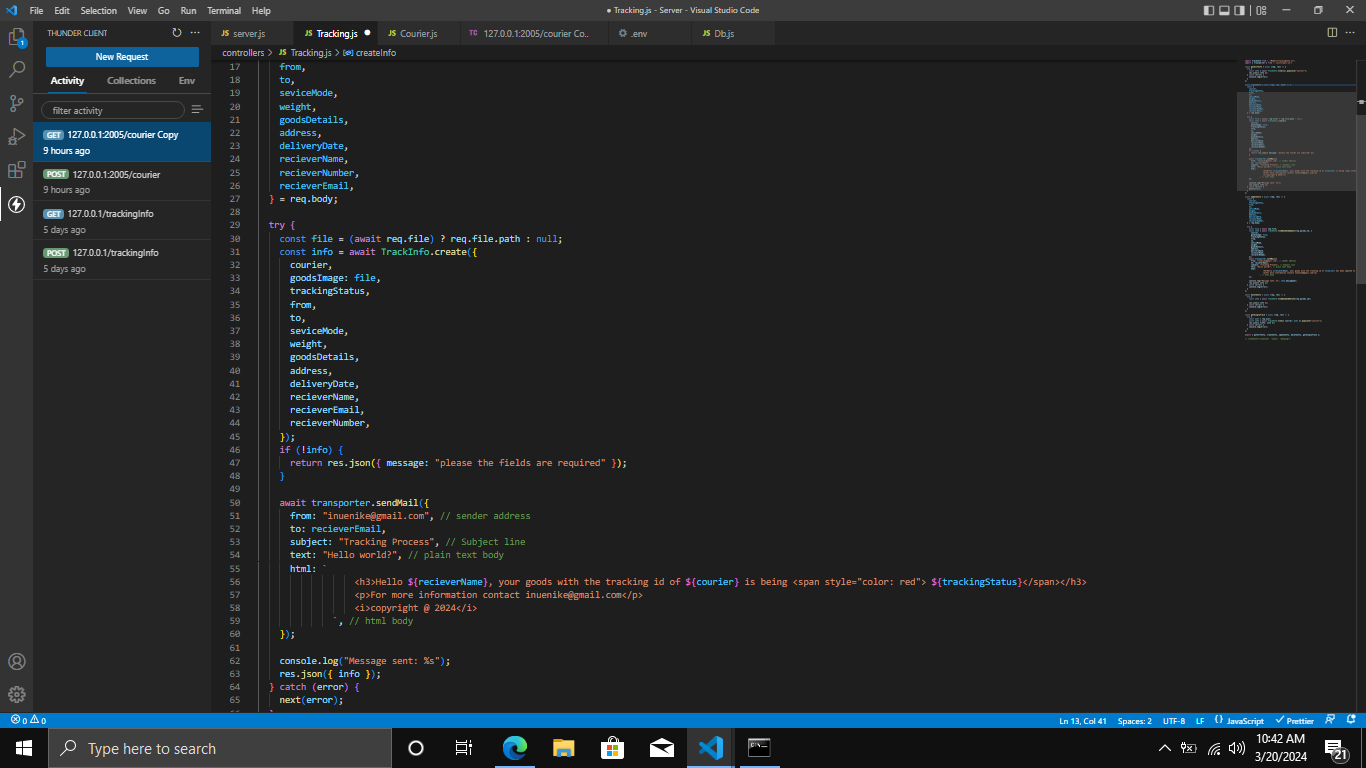 File Edit Selection View Go Run Terminal Help
● Tracking.js - Server - Visual Studio Code
THUNDER CLIENT
New Request
Activity Collections Env
filter activity
GET 127.0.0.1:2005/courier Copy
9 hours ago
POST 127.0.0.1:2005/courier
9 hours ago
GET 127.0.0.1/trackingInfo
5 days ago
POST 127.0.0.1/trackingInfo
5 days ago
JS server.js
JS Tracking.js ●
JS Courier.js
TC 127.0.0.1:2005/courier Co..
.env
JS Db.js
controllers > JS Tracking.js > createInfo
17 from,
18 to,
19 seviceMode,
20 weight,
21 goodsDetails,
22 address,
23 deliveryDate,
24 recieverName,
25 recieverNumber,
26 recieverEmail,
27 } = req.body;
28
29 try {
30 const file = (await req.file) ? req.file.path : null;
31 const info = await TrackInfo.create({
32 courier,
33 goodsImage: file,
34 trackingStatus,
35 from,
36 to,
37 seviceMode,
38 weight,
39 goodsDetails,
40 address,
41 deliveryDate,
42 recieverName,
43 recieverEmail,
44 recieverNumber,
45 });
46 if (!info) {
47 return res.json({ message: "please the fields are required" });
48 }
49
50 await transporter.sendMail({
51 from: "inuenike@gmail.com", // sender address
52 to: recieverEmail,
53 subject: "Tracking Process", // Subject line
54 text: "Hello world?", // plain text body
55 html: `
56 <h3>Hello ${recieverName}, your goods with the tracking id of ${courier} is being <span style="color: red"> ${trackingStatus}</span></h3>
57 <p>For more information contact inuenike@gmail.com</p>
58 <i>copyright @ 2024</i>
59 `, // html body
60 });
61
62 console.log("Message sent: %s");
63 res.json({ info });
64 } catch (error) {
65 next(error);
0 0
Ln 13, Col 41 Spaces: 2 UTF-8 LF {} JavaScript Prettier
Type here to search
10:42 AM
3/20/2024
21